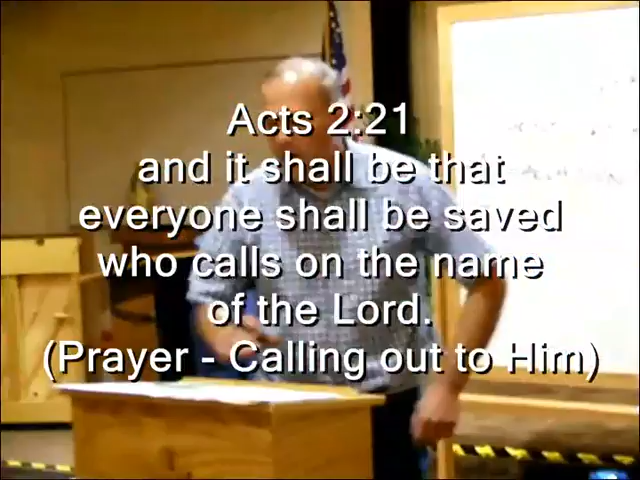 Acts 2:21
and it shall be that
everyone shall be saved
who calls on the name
of the Lord.
(Prayer - Calling out to Him)